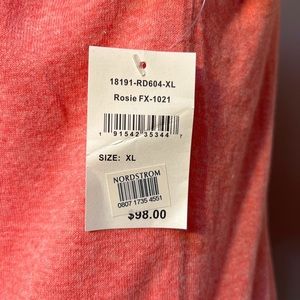 18191-RD604-XL
Rosie FX-1021
1 91542 35344 7
SIZE: XL
NORDSTROM
0807 1735 4551
$98.00